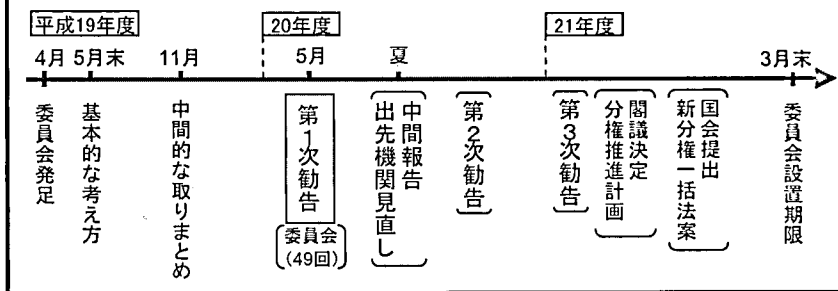 平成19年度
20年度
21年度
4月
5月末
11月
5月
夏
3月末
委員会発足
基本的な考え方
中間的な取りまとめ
第1次勧告
委員会
(49回)
中間報告
出先機関見直し
第2次勧告
第3次勧告
閣議決定
分権推進計画
国会提出
新分権一括法案
委員会設置期限